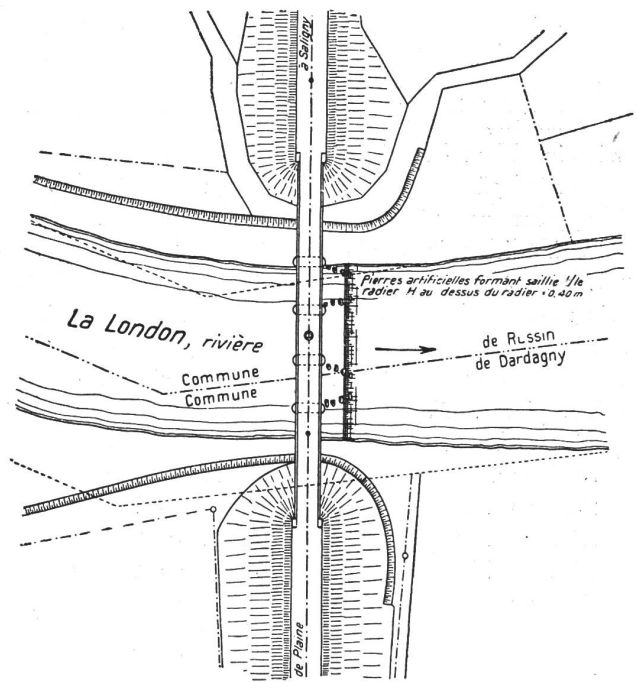 à Saligny
Pierres artificielles formant saillie s/le
radier H au dessus du radier = 0,40 m
La London, rivière
de Russin
de Dardagny
Commune
Commune
de Plaine